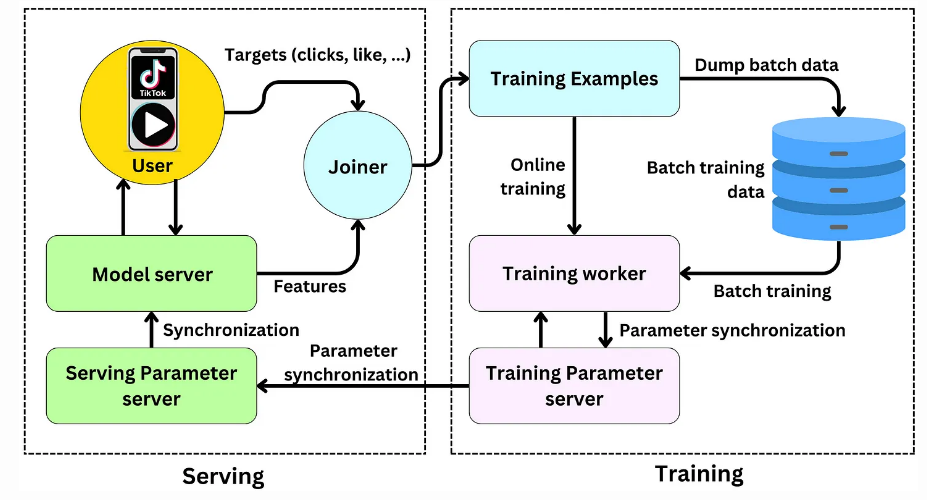 Targets (clicks, like, ...)
TikTok
User
Joiner
Model server
Features
Synchronization
Serving Parameter
server
Parameter
synchronization
Serving
Training Examples
Dump batch data
Online
training
Batch training
data
Training worker
Batch training
Parameter synchronization
Training Parameter
server
Training